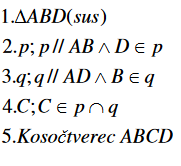 1.ΔABD(sus)
2.p; p // AB ∧ D ∈ p
3.q; q // AD ∧ B ∈ q
4.C; C ∈ p ∩ q
5.Kosočtverec ABCD